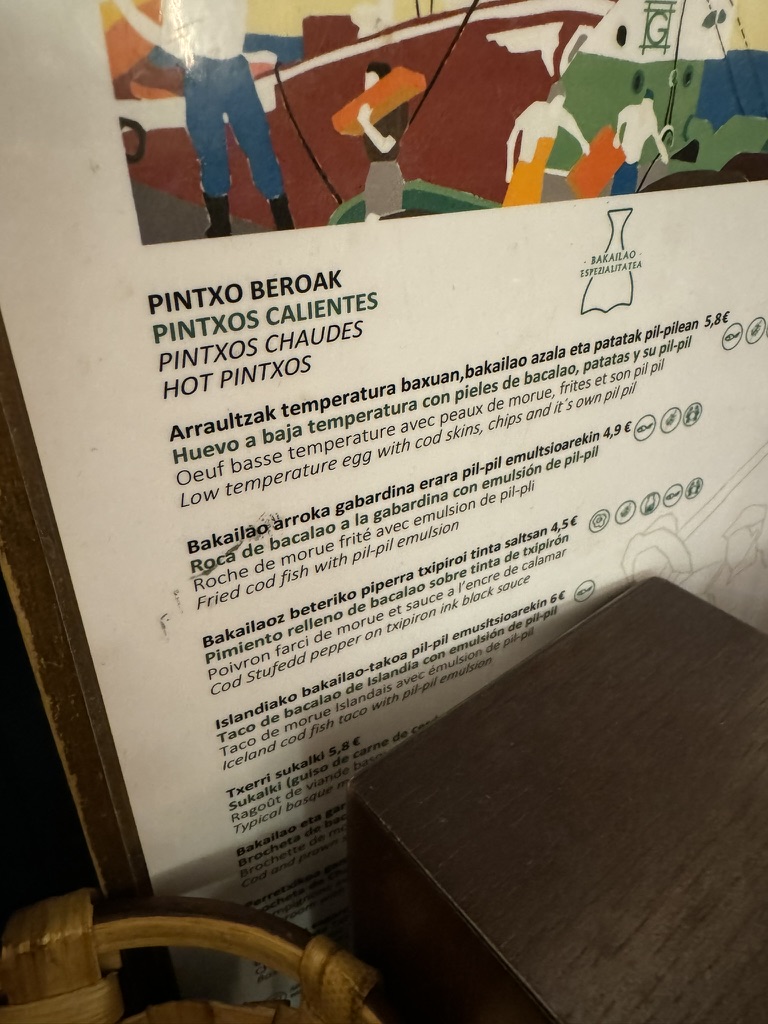 G
BAKAILAO
ESPEZIALITATEA
PINTXO BEROAK
PINTXOS CALIENTES
PINTXOS CHAUDES
HOT PINTXOS
Arraultzak temperatura baxuan,bakailao azala eta patatak pil-pilean 5,8€
Huevo a baja temperatura con pieles de bacalao, patatas y su pil-pil
Oeuf basse temperature avec peaux de morue, frites et son pil pil
Low temperature egg with cod skins, chips and it´s own pil pil
Bakailao arroka gabardina erara pil-pil emultsioarekin 4,9 €
Roca de bacalao a la gabardina con emulsión de pil-pil
Roche de morue frité avec emulsion de pil-pli
Fried cod fish with pil-pil emulsion
Bakailaoz beteriko piperra txipiroi tinta saltsan 4,5€
Pimiento relleno de bacalao sobre tinta de txipirón
Poivron farci de morue et sauce a l'encre de calamar
Cod Stufedd pepper on txipiron ink black sauce
Islandiako bakailao-takoa pil-pil emusltsioarekin 6€
Taco de bacalao de Islandia con emulsión de pil-pil
Taco de morue Islandais avec émulsion de pil-pil
Iceland cod fish taco with pil-pil emulsion
Txerri sukalki 5,8 €
Sukalki (guiso de carne de
Ragoût de viande
Typical basque
Bakailao eta
Brocheta de
Brochette de
Cod and prawn